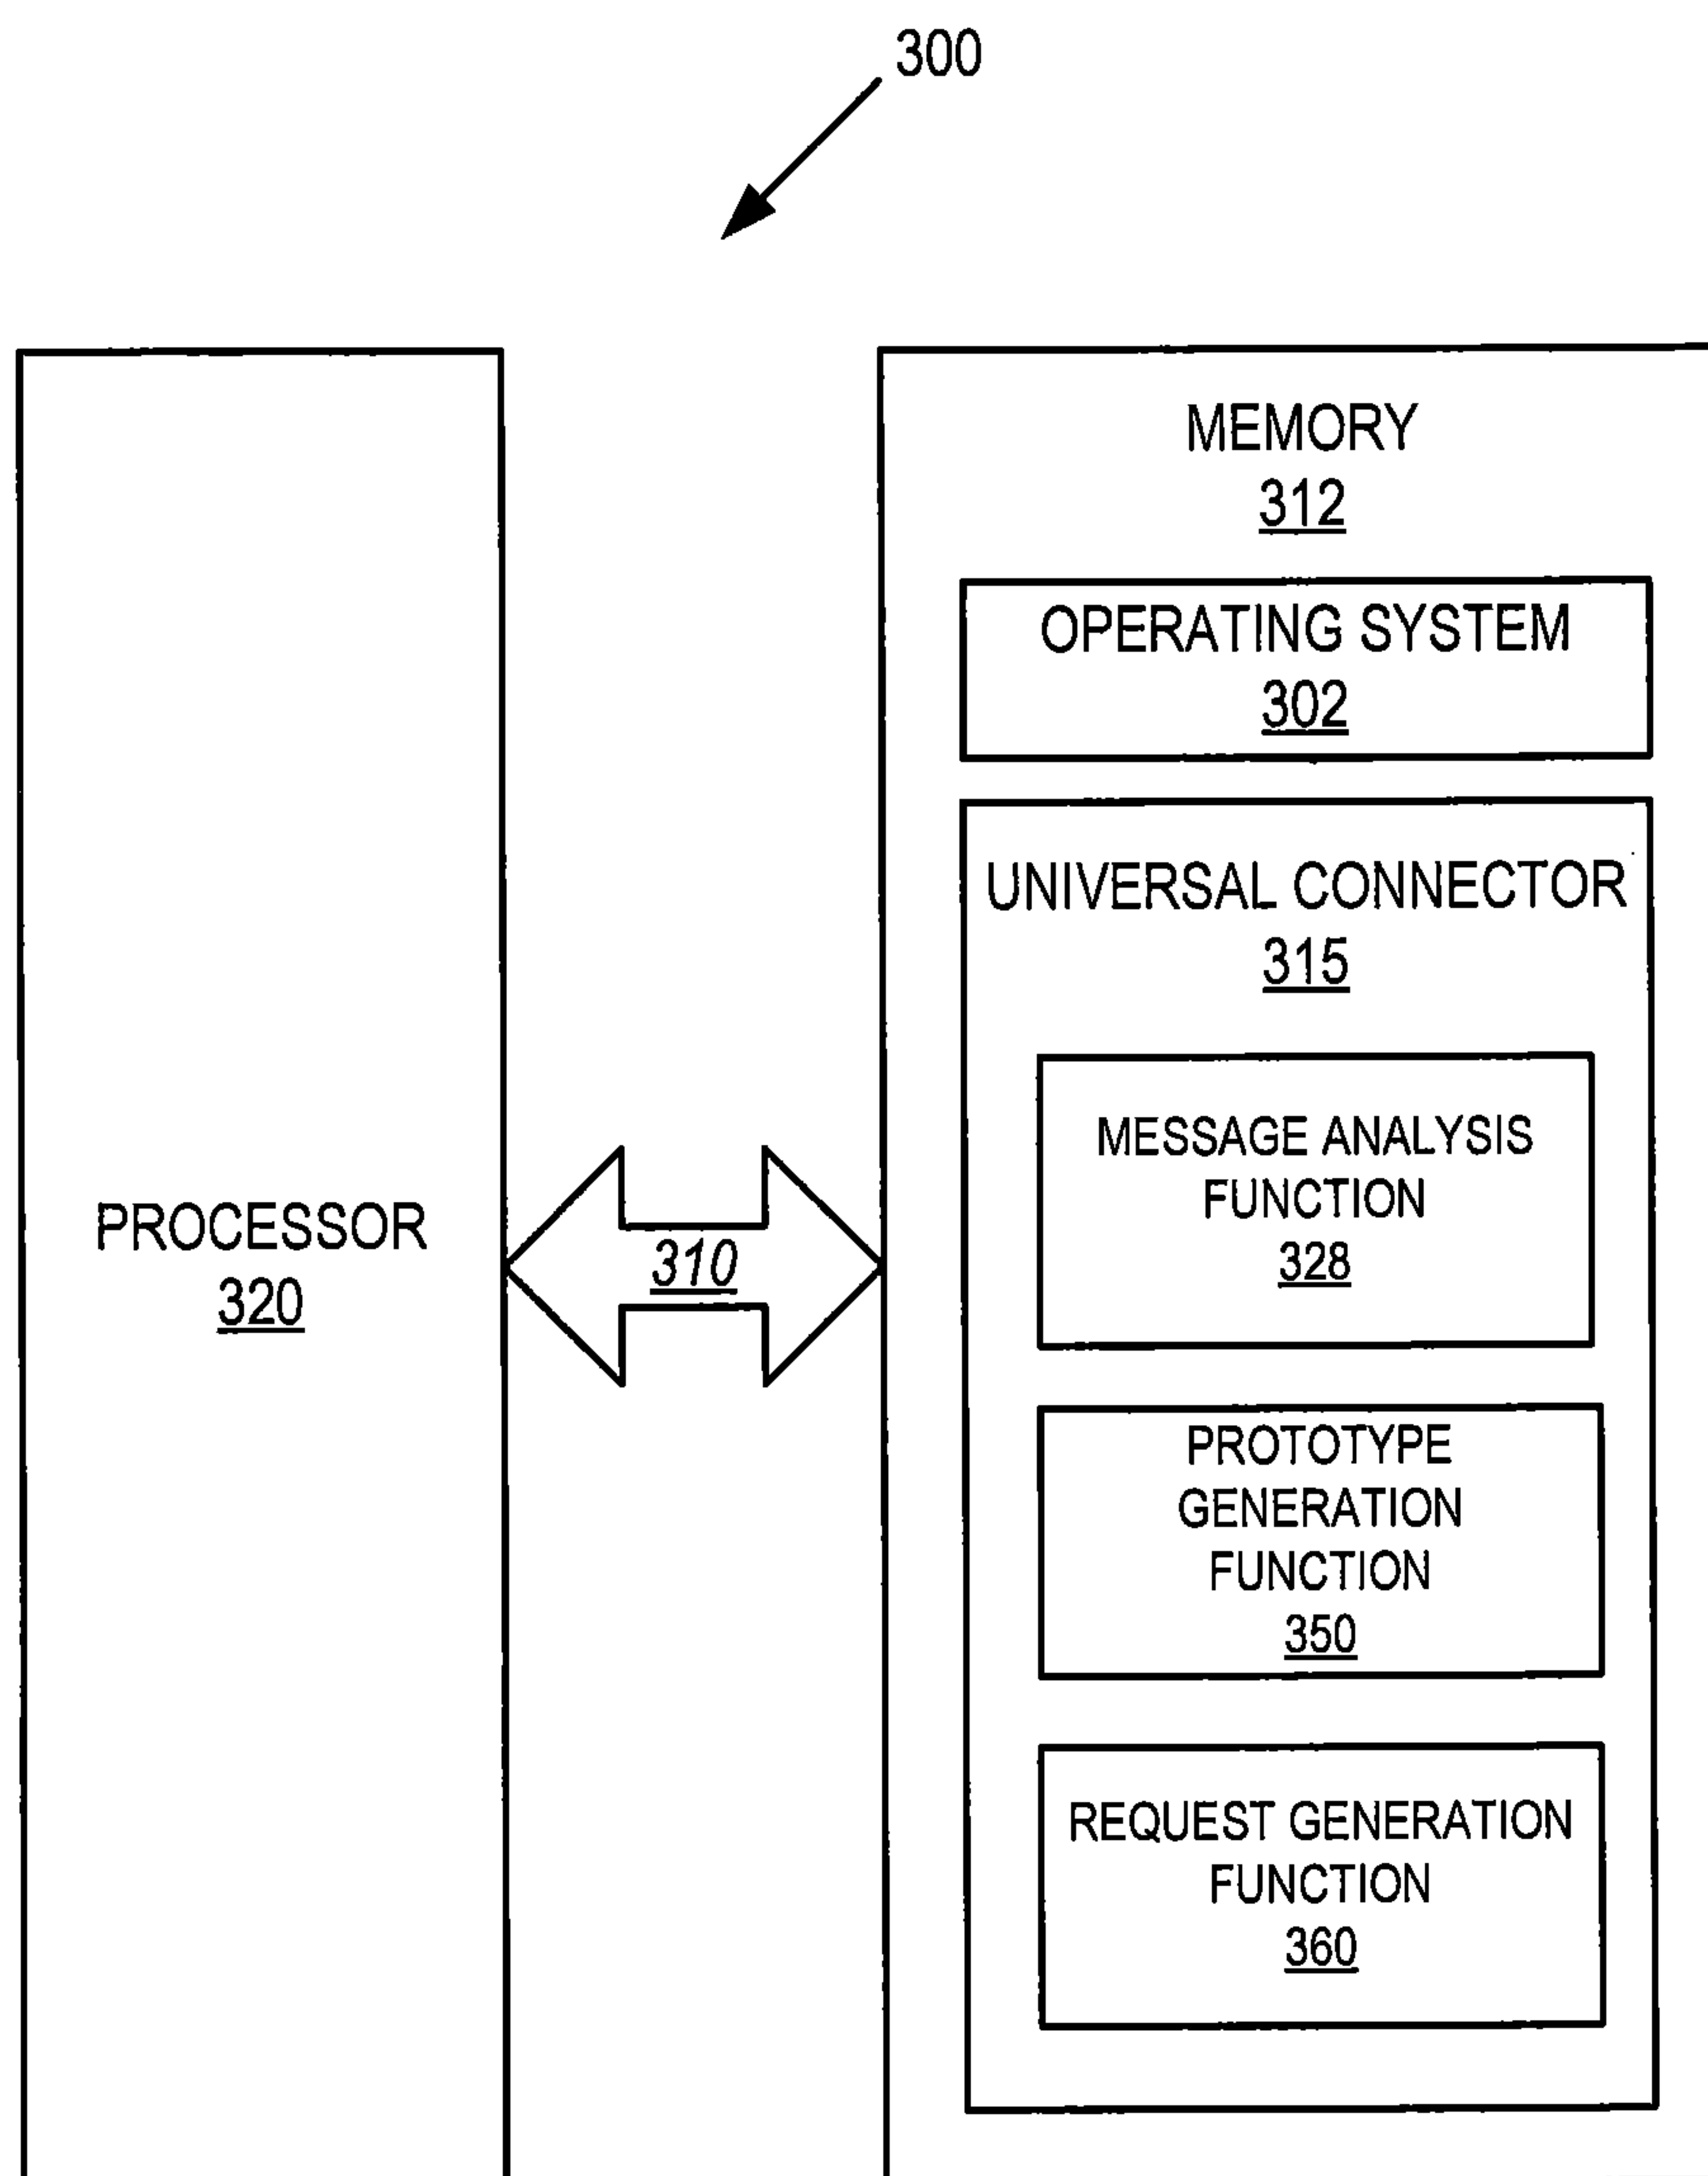 300
MEMORY
312
OPERATING SYSTEM
302
UNIVERSAL CONNECTOR
315
MESSAGE ANALYSIS
FUNCTION
328
PROCESSOR
320
310
PROTOTYPE
GENERATION
FUNCTION
350
REQUEST GENERATION
FUNCTION
360